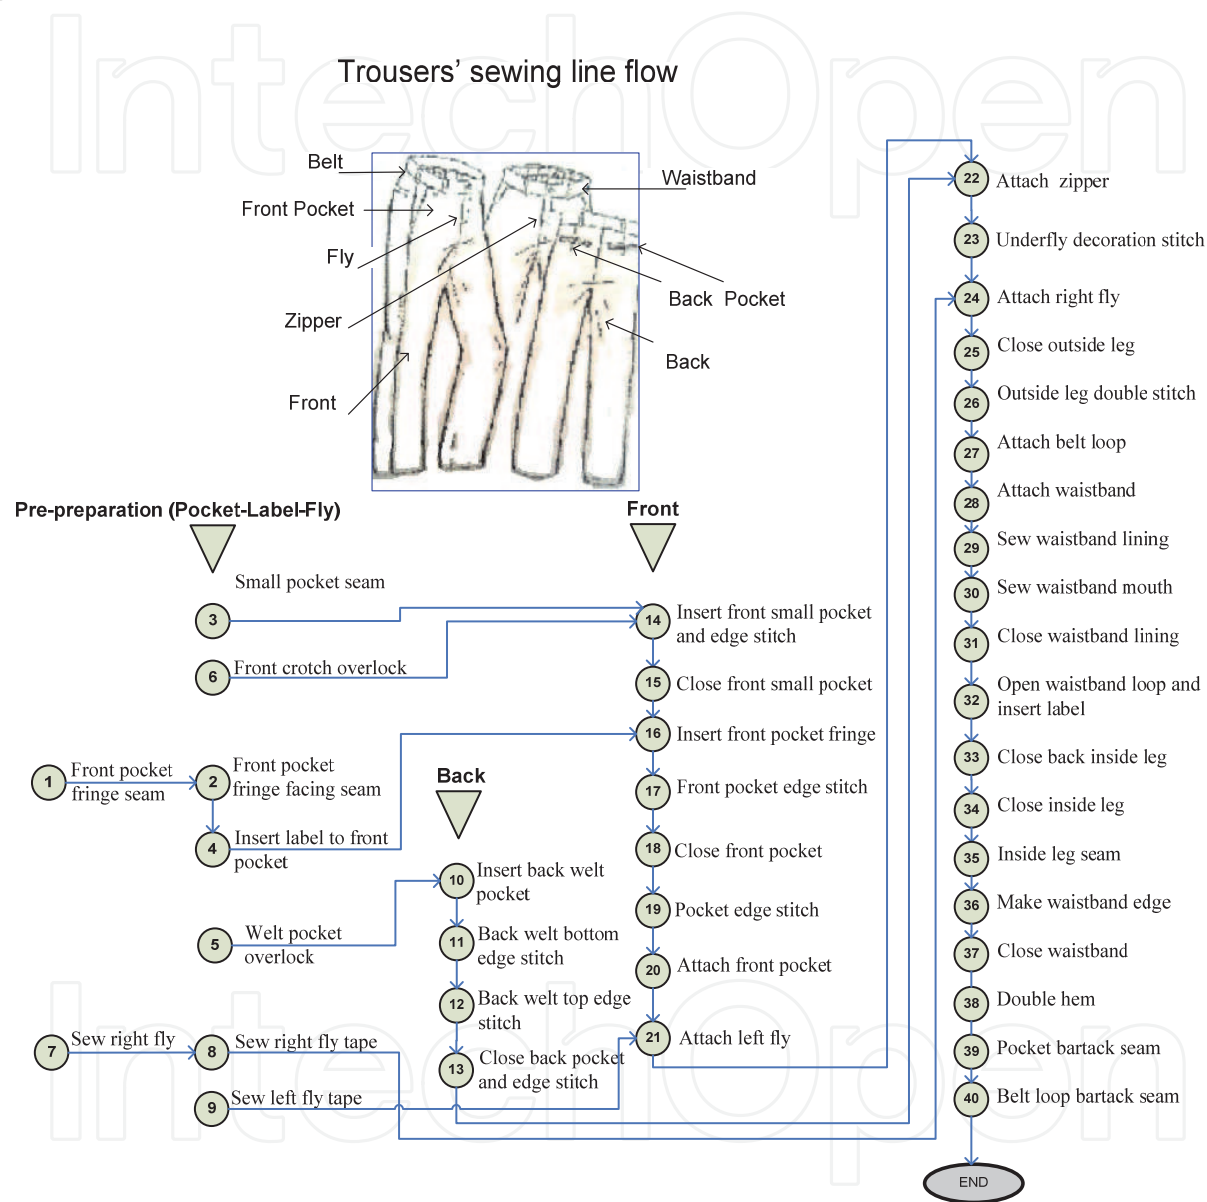 IntechOpen
Trousers' sewing line flow
Belt
Waistband
Front Pocket
Fly
Zipper
Back Pocket
Back
Front
Pre-preparation (Pocket-Label-Fly)
Small pocket seam
3
6
Front crotch overlock
1
Front pocket
fringe seam
2
Front pocket
fringe facing seam
4
Insert label to front
pocket
5
Welt pocket
overlock
7
Sew right fly
8
Sew right fly tape
9
Sew left fly tape
Back
10
Insert back welt
pocket
11
Back welt bottom
edge stitch
12
Back welt top edge
stitch
13
Close back pocket
and edge stitch
Front
14
Insert front small pocket
and edge stitch
15
Close front small pocket
16
Insert front pocket fringe
17
Front pocket edge stitch
18
Close front pocket
19
Pocket edge stitch
20
Attach front pocket
21
Attach left fly
22
Attach zipper
23
Underfly decoration stitch
24
Attach right fly
25
Close outside leg
26
Outside leg double stitch
27
Attach belt loop
28
Attach waistband
29
Sew waistband lining
30
Sew waistband mouth
31
Close waistband lining
32
Open waistband loop and
insert label
33
Close back inside leg
34
Close inside leg
35
Inside leg seam
36
Make waistband edge
37
Close waistband
38
Double hem
39
Pocket bartack seam
40
Belt loop bartack seam
END
IntechOpen